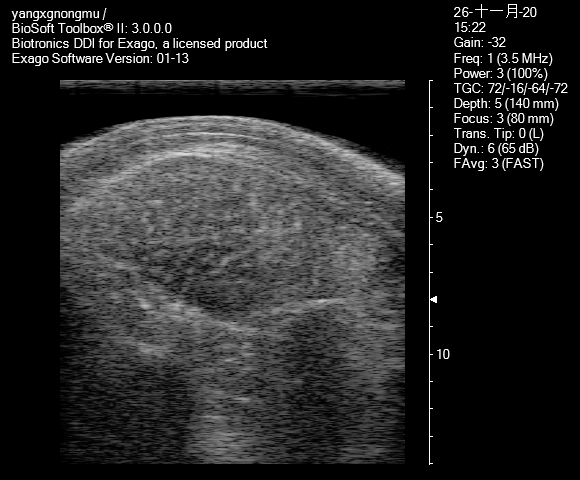 yangxgnongmu /
BioSoft Toolbox® II: 3.0.0.0
Biotronics DDI for Exago, a licensed product
Exago Software Version: 01-13
26-十一月-20
15:22
Gain: -32
Freq: 1 (3.5 MHz)
Power: 3 (100%)
TGC: 72/-16/-64/-72
Depth: 5 (140 mm)
Focus: 3 (80 mm)
Trans. Tip: 0 (L)
Dyn.: 6 (65 dB)
FAvg: 3 (FAST)
5
10